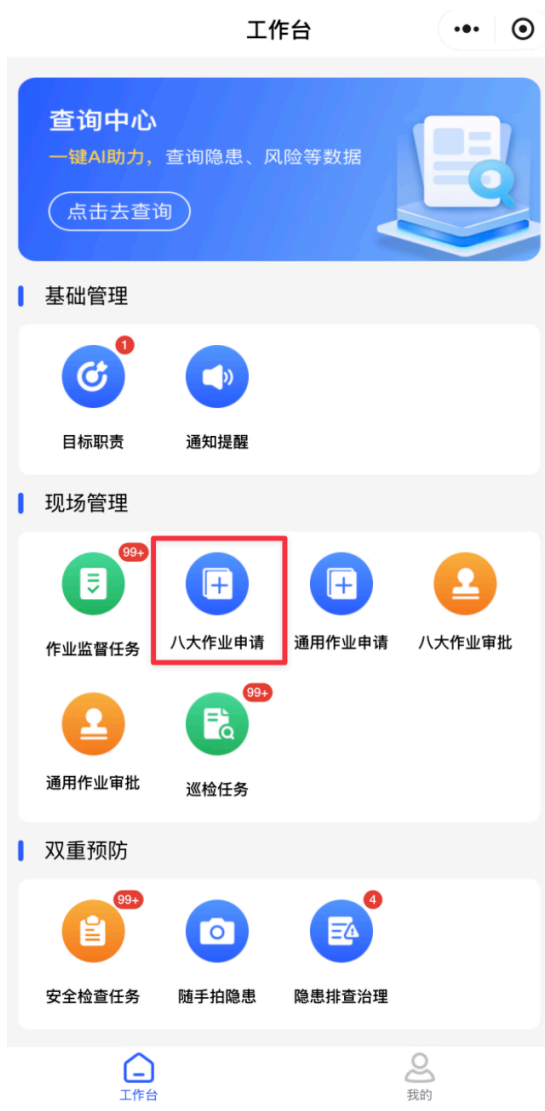 工作台
查询中心
一键AI助力，查询隐患、风险等数据
点击去查询
基础管理
1
目标职责
通知提醒
现场管理
99+
作业监督任务
八大作业申请
通用作业申请
八大作业审批
通用作业审批
99+
巡检任务
双重预防
99+
安全检查任务
随手拍隐患
4
隐患排查治理
工作台
我的